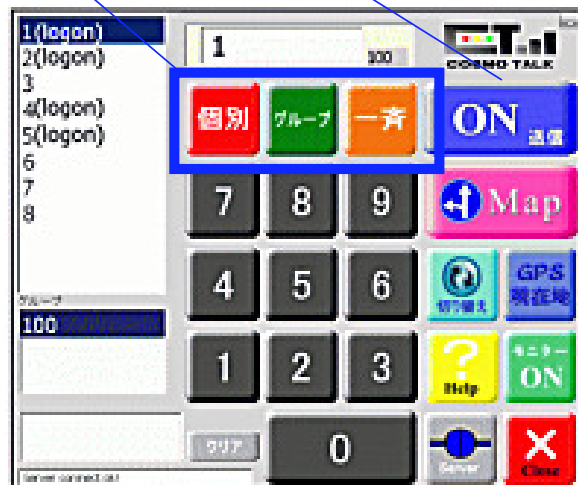 1(logon)
2(logon)
3
4(logon)
5(logon)
6
7
8
グループ
100
1
100
COSMO TALK
個別
グループ
一斉
ON 送信
7
8
9
Map
4
5
6
切り替え
GPS
現在地
1
2
3
Help
モニター
ON
クリア
0
Server
Close
Server connect ok!